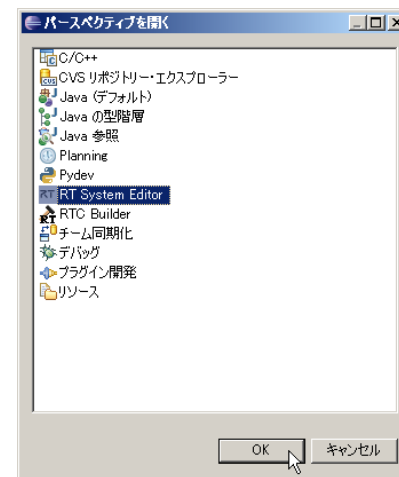 パースペクティブを開く
C/C++
CVS リポジトリー・エクスプローラー
Java (デフォルト)
Java の型階層
Java 参照
Planning
Pydev
RT System Editor
RTC Builder
チーム同期化
デバッグ
プラグイン開発
リソース
OK キャンセル